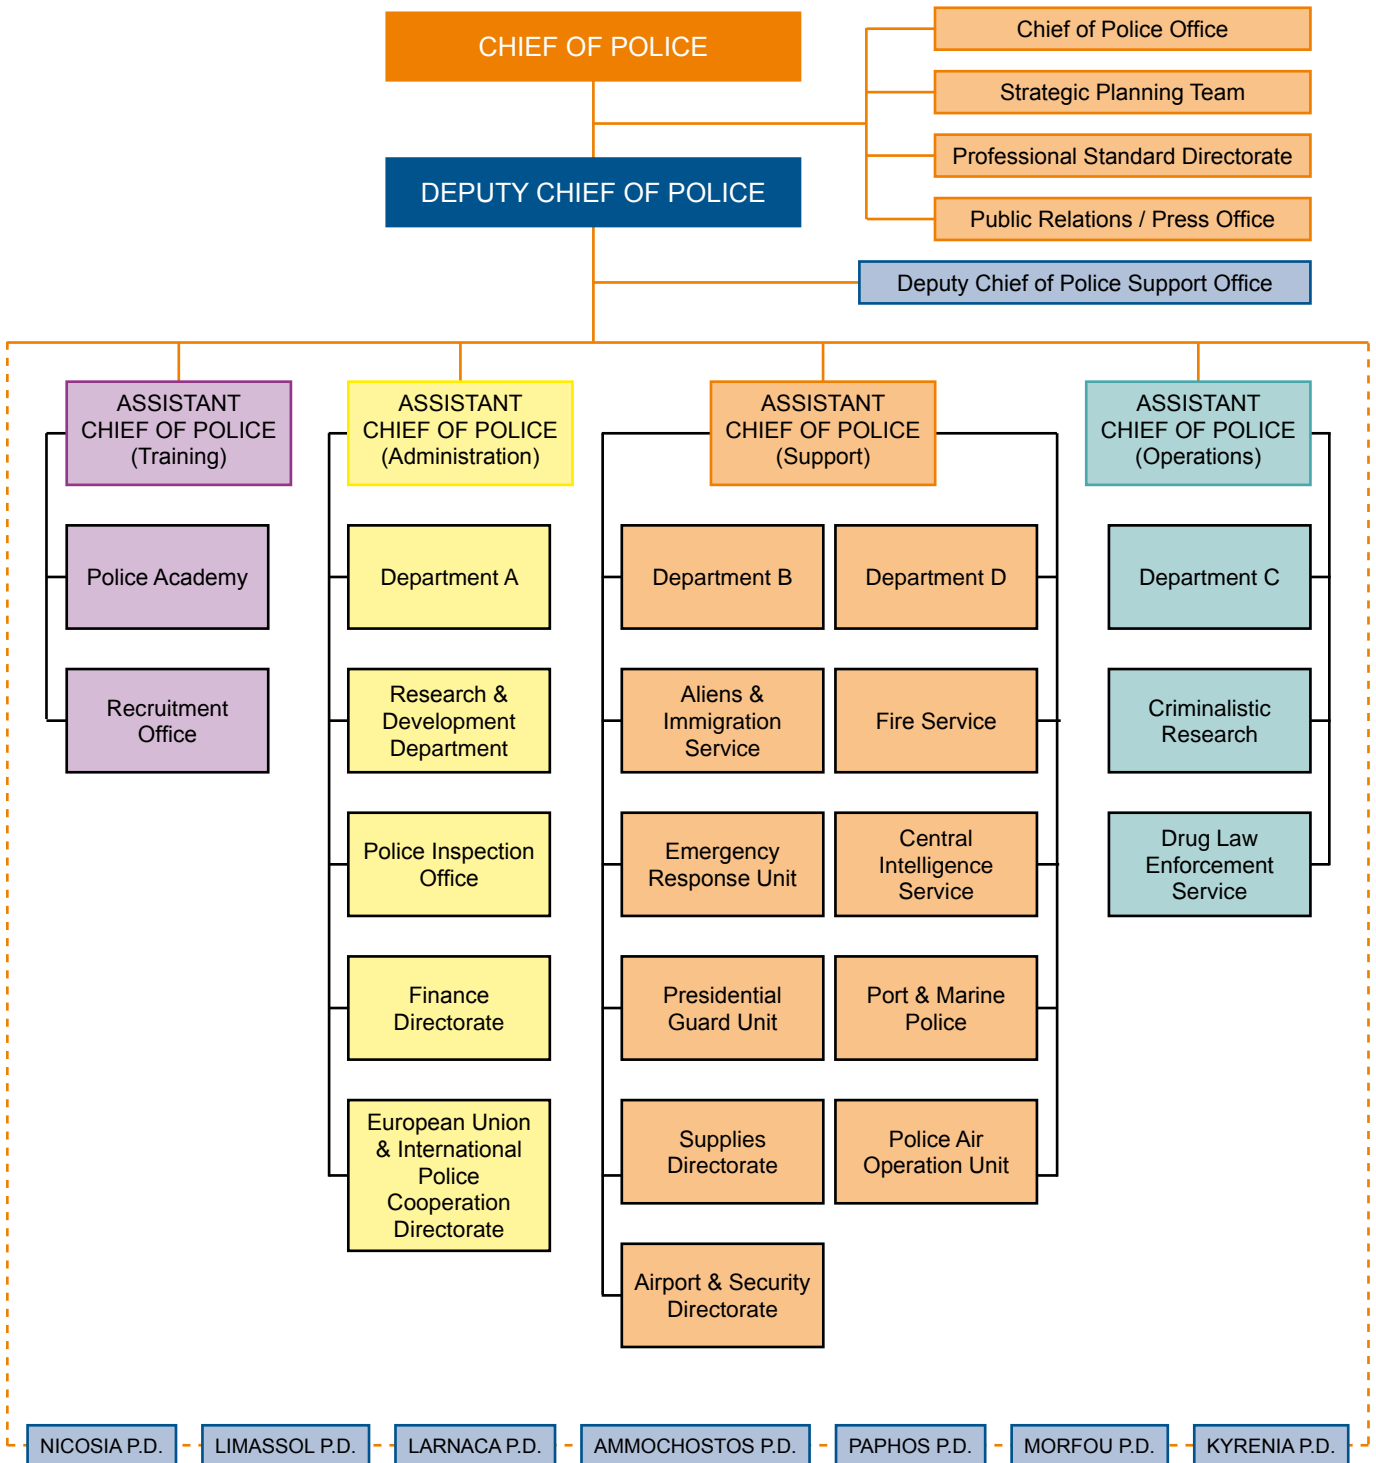 CHIEF OF POLICE
Chief of Police Office
Strategic Planning Team
Professional Standard Directorate
DEPUTY CHIEF OF POLICE
Public Relations / Press Office
Deputy Chief of Police Support Office
ASSISTANT
CHIEF OF POLICE
(Training)
Police Academy
Recruitment
Office
ASSISTANT
CHIEF OF POLICE
(Administration)
Department A
Research &
Development
Department
Police Inspection
Office
Finance
Directorate
European Union
& International
Police
Cooperation
Directorate
ASSISTANT
CHIEF OF POLICE
(Support)
Department B
Aliens &
Immigration
Service
Emergency
Response Unit
Presidential
Guard Unit
Supplies
Directorate
Airport & Security
Directorate
Department D
Fire Service
Central
Intelligence
Service
Port & Marine
Police
Police Air
Operation Unit
ASSISTANT
CHIEF OF POLICE
(Operations)
Department C
Criminalistic
Research
Drug Law
Enforcement
Service
NICOSIA P.D.
LIMASSOL P.D.
LARNACA P.D.
AMMOCHOSTOS P.D.
PAPHOS P.D.
MORFOU P.D.
KYRENIA P.D.